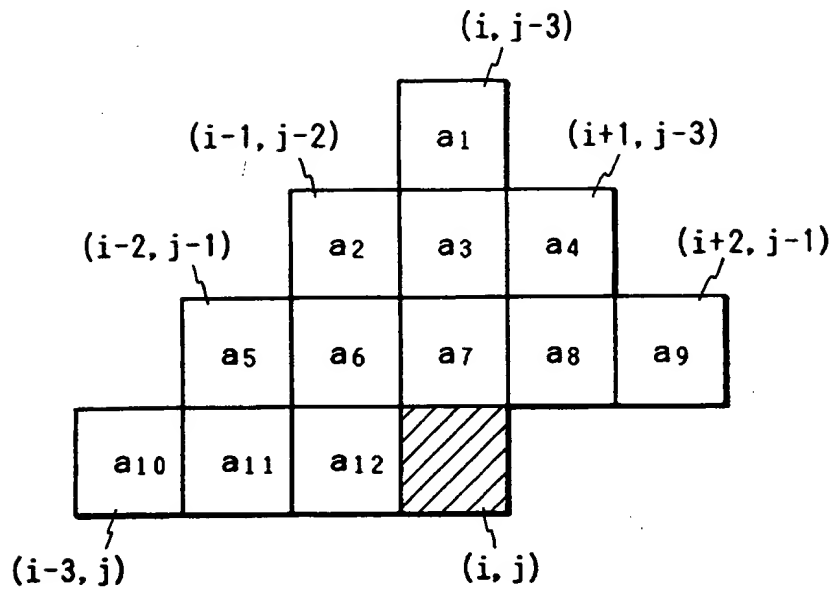 (i, j-3)
a1
(i-1, j-2)
(i+1, j-3)
a2 a3 a4
(i-2, j-1)
(i+2, j-1)
a5 a6 a7 a8 a9
a10 a11 a12
(i-3, j)
(i, j)